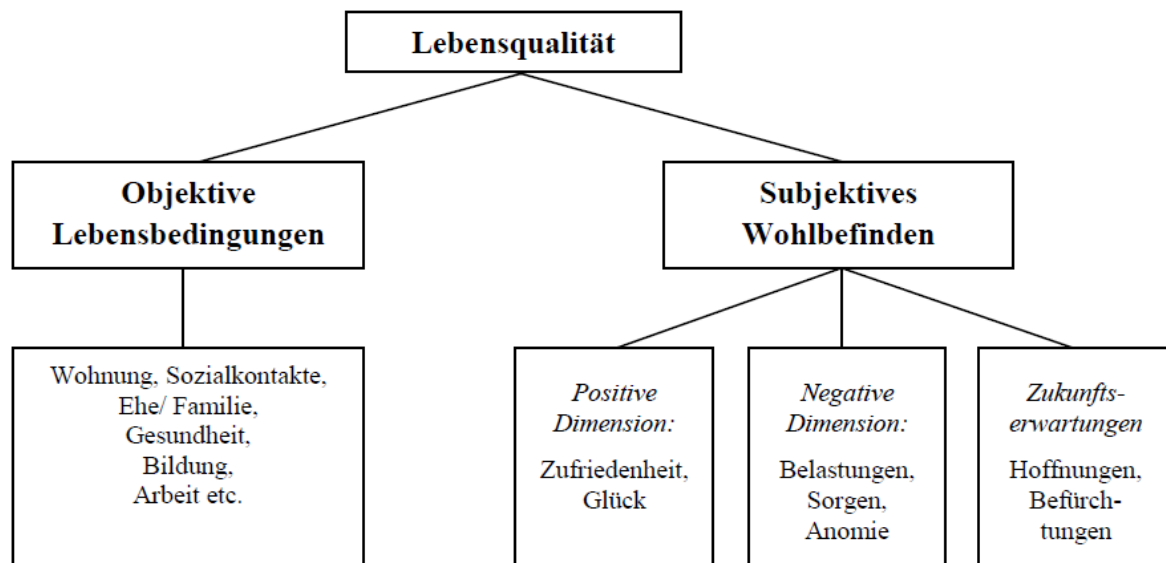 Lebensqualität
Objektive
Lebensbedingungen
Subjektives
Wohlbefinden
Wohnung, Sozialkontakte,
Ehe/ Familie,
Gesundheit,
Bildung,
Arbeit etc.
Positive
Dimension:
Zufriedenheit,
Glück
Negative
Dimension:
Belastungen,
Sorgen,
Anomie
Zukunfts-
erwartungen
Hoffnungen,
Befürch-
tungen